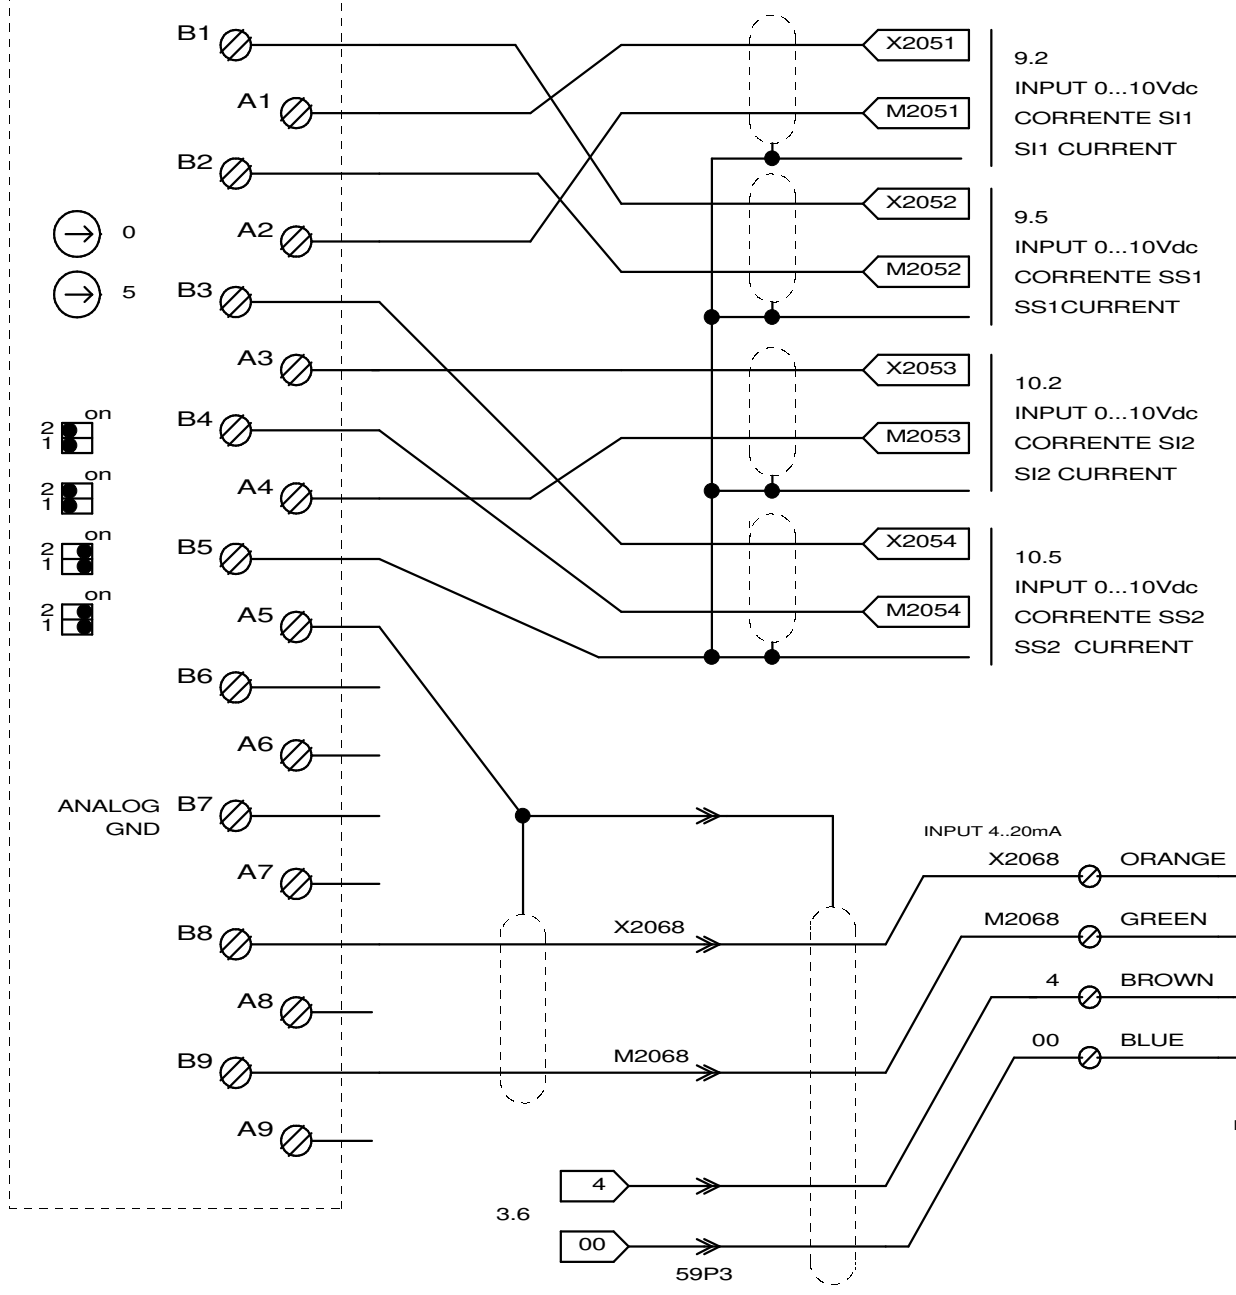 B1
A1
B2
A2
B3
A3
B4
A4
B5
A5
B6
A6
B7
A7
B8
A8
B9
A9
0
5
on
2
1
on
2
1
on
2
1
on
2
1
ANALOG
GND
X2051
M2051
9.2
INPUT 0...10Vdc
CORRENTE SI1
SI1 CURRENT
X2052
M2052
9.5
INPUT 0...10Vdc
CORRENTE SS1
SS1CURRENT
X2053
M2053
10.2
INPUT 0...10Vdc
CORRENTE SI2
SI2 CURRENT
X2054
M2054
10.5
INPUT 0...10Vdc
CORRENTE SS2
SS2 CURRENT
INPUT 4..20mA
X2068 ORANGE
X2068
M2068 GREEN
4 BROWN
00 BLUE
M2068
4
3.6
00
59P3